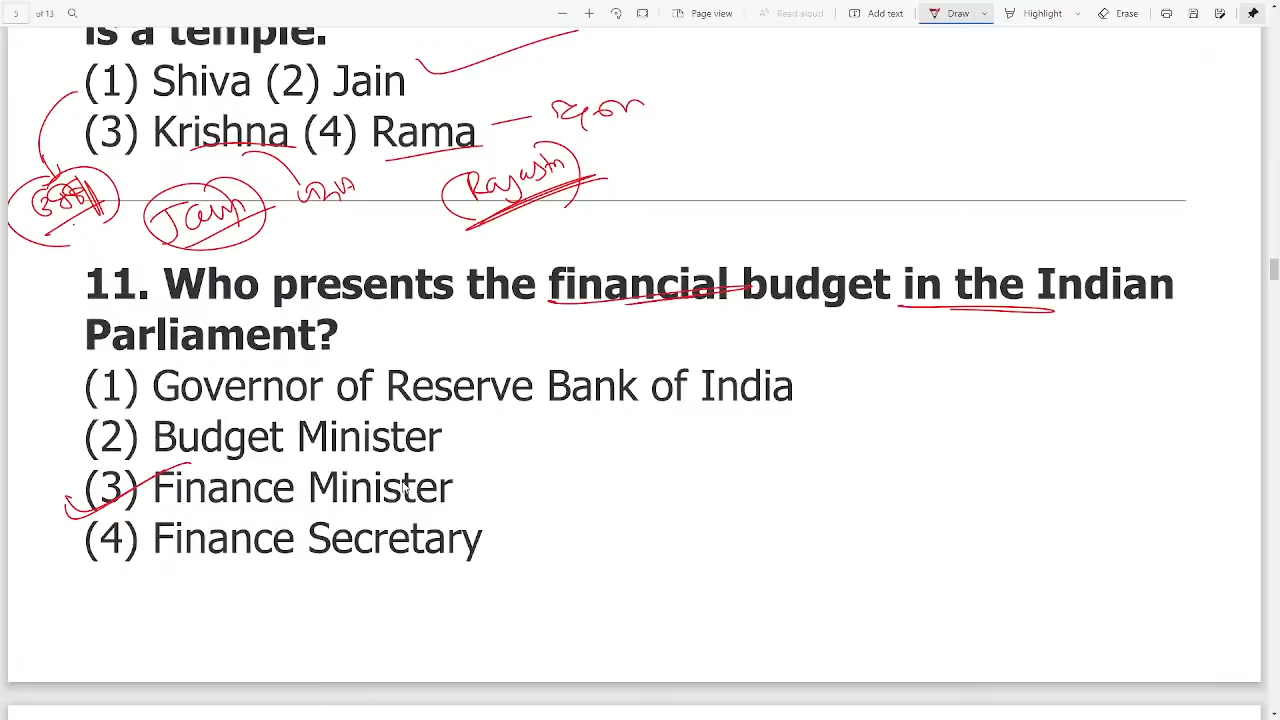 5 of 13 Page view Read aloud Add text Draw Highlight Erase
is a temple.
(1) Shiva (2) Jain
(3) Krishna (4) Rama
11. Who presents the financial budget in the Indian
Parliament?
(1) Governor of Reserve Bank of India
(2) Budget Minister
(3) Finance Minister
(4) Finance Secretary